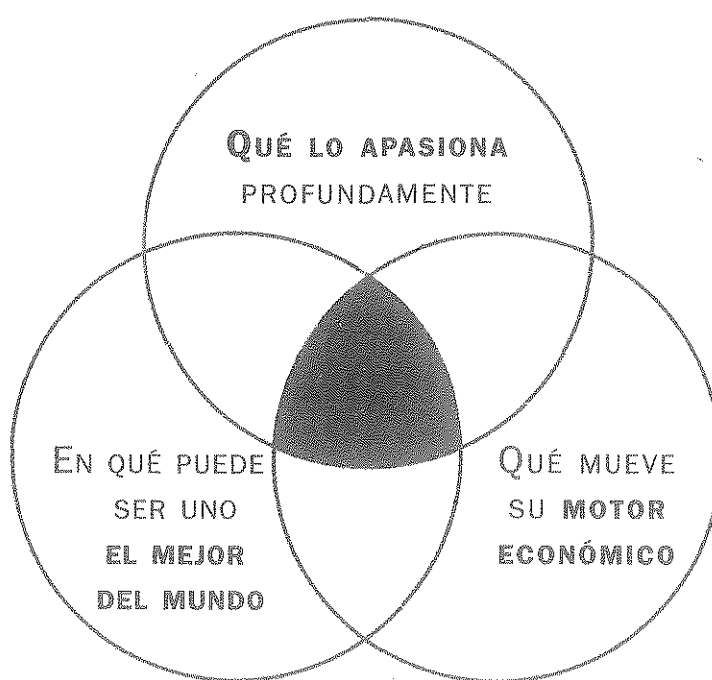 QUÉ LO APASIONA
PROFUNDAMENTE
EN QUÉ PUEDE
SER UNO
EL MEJOR
DEL MUNDO
QUÉ MUEVE
SU MOTOR
ECONÓMICO